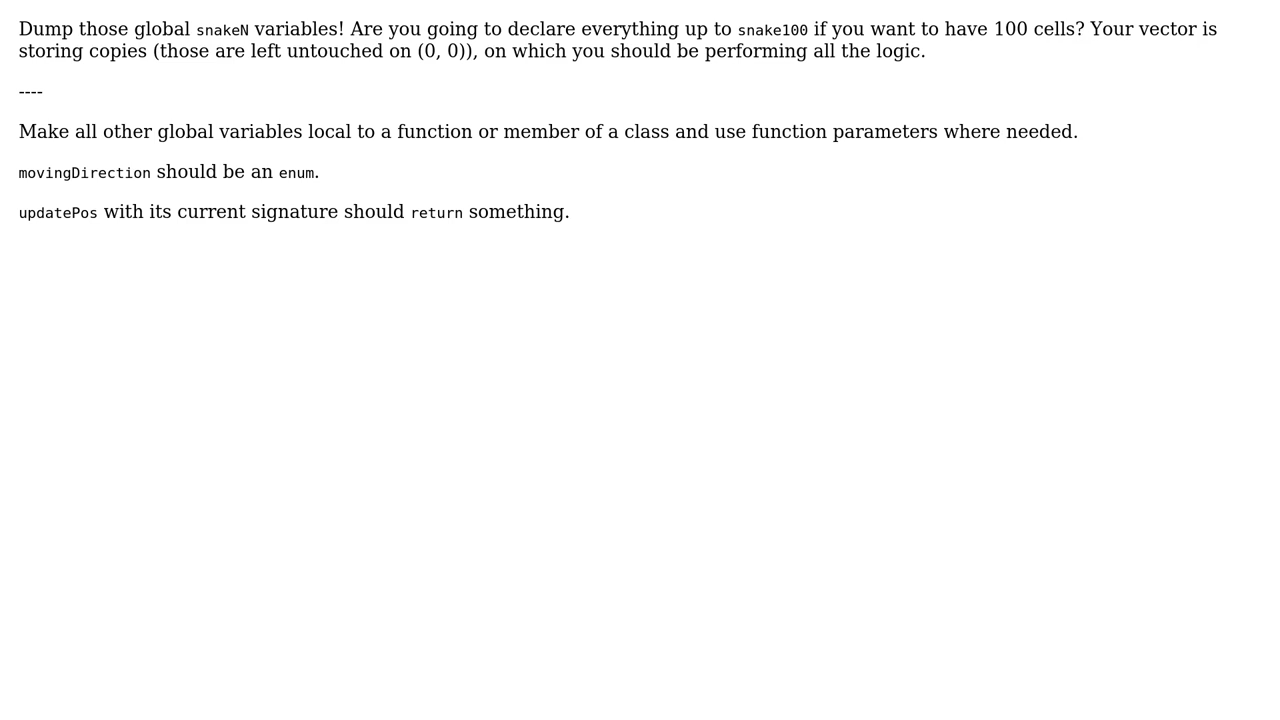 Dump those global snakeN variables! Are you going to declare everything up to snake100 if you want to have 100 cells? Your vector is
storing copies (those are left untouched on (0, 0)), on which you should be performing all the logic.
----
Make all other global variables local to a function or member of a class and use function parameters where needed.
movingDirection should be an enum.
updatePos with its current signature should return something.